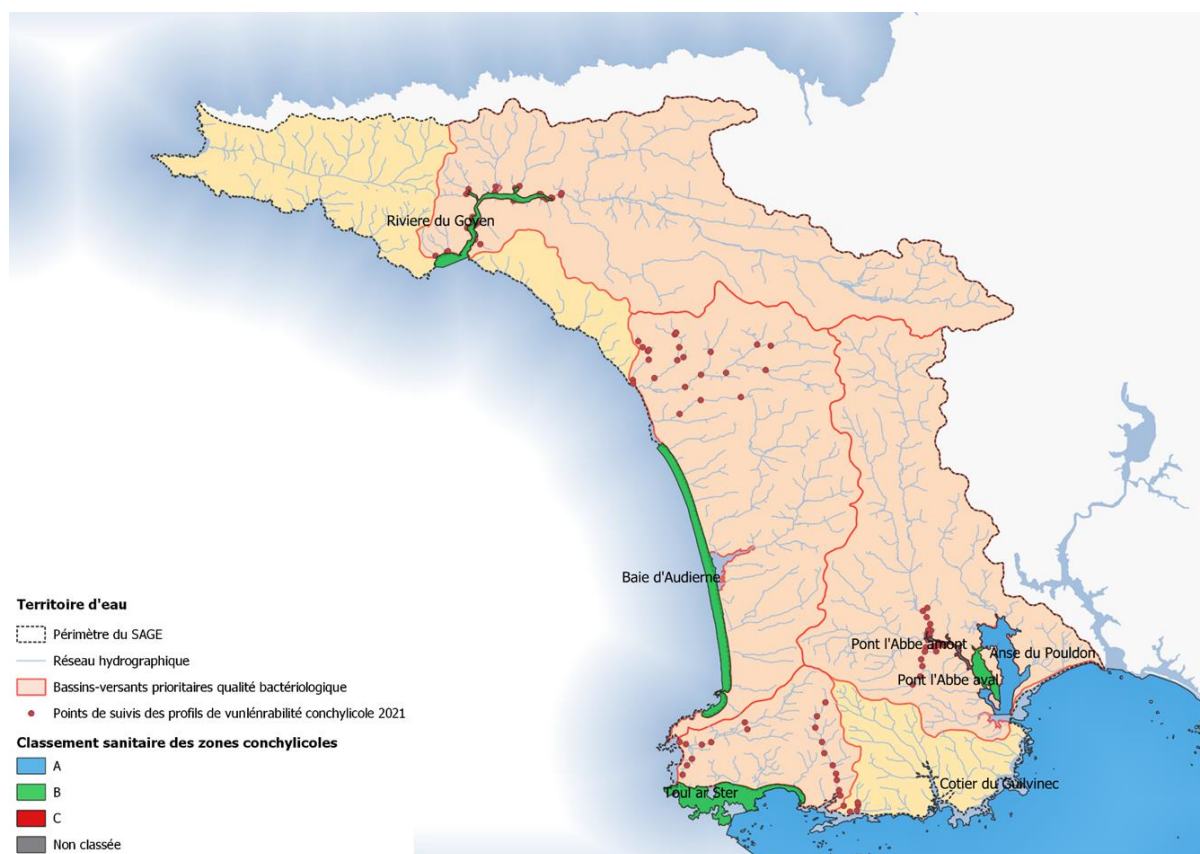 Riviere du Goyen
Baie d'Audierne
Pont l'Abbe amont
Anse du Pouldon
Pont l'Abbe aval
Cotier du Guilvinec
Toul ar Ster
Territoire d'eau
Périmètre du SAGE
Réseau hydrographique
Bassins-versants prioritaires qualité bactériologique
Points de suivis des profils de vunlénrabilité conchylicole 2021
Classement sanitaire des zones conchylicoles
A
B
C
Non classée